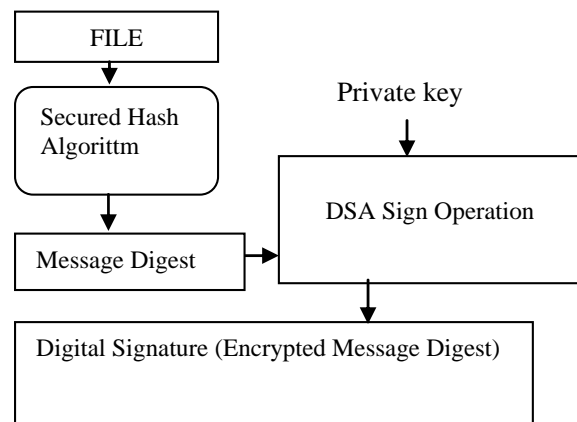 FILE
Secured Hash
Algorittm
Private key
DSA Sign Operation
Message Digest
Digital Signature (Encrypted Message Digest)